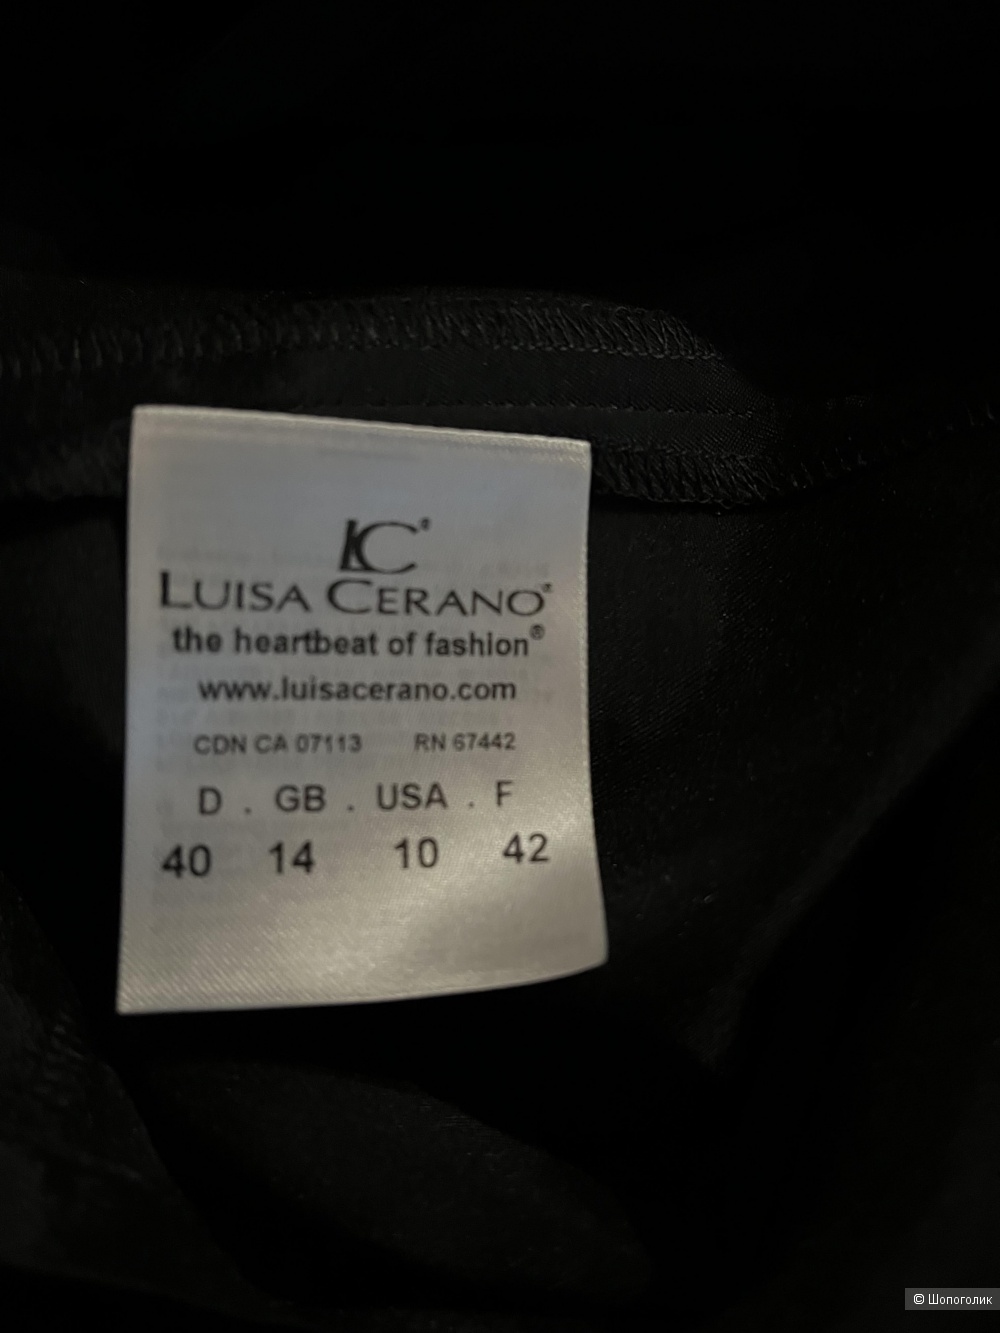 LC®
LUISA CERANO®
the heartbeat of fashion®
www.luisacerano.com
CDN CA 07113 RN 67442
D . GB . USA . F
40 14 10 42
© Шопоголик